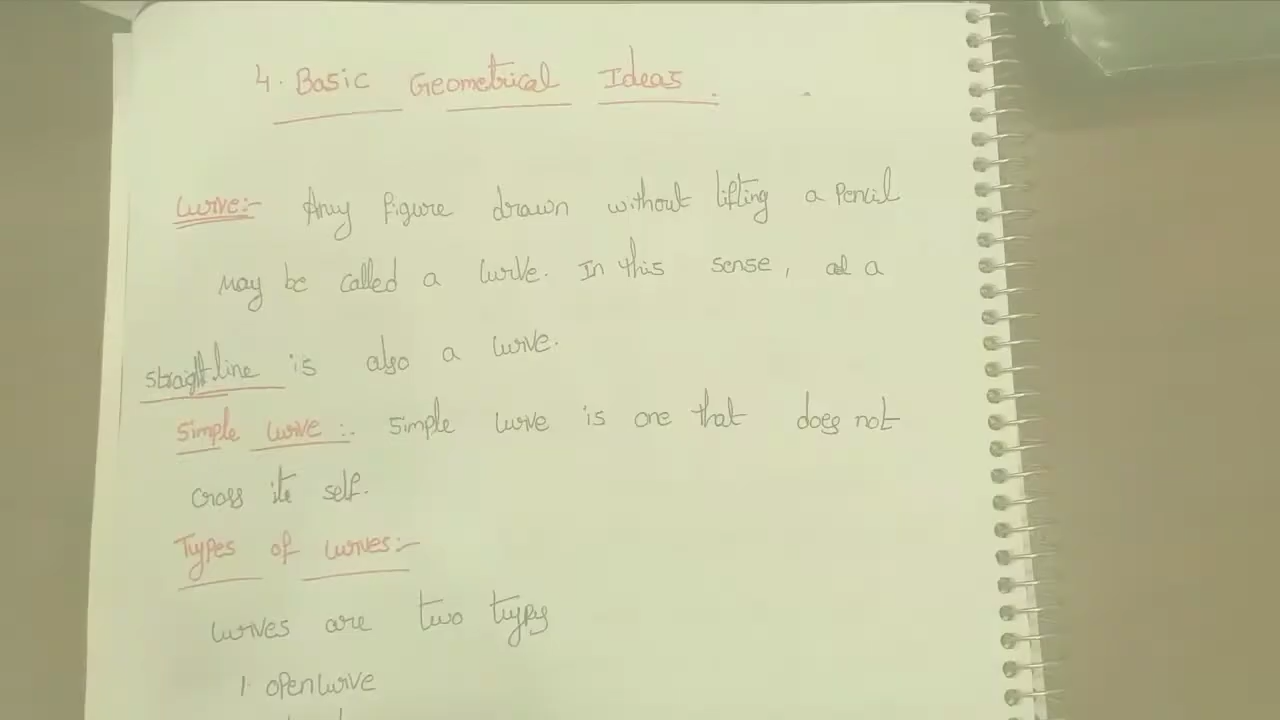 4. Basic Geometrical Ideas.
Curve:- Any figure drawn without lifting a Pencil
may be called a curve. In this sense, a
straight line is also a curve.
Simple curve:- Simple curve is one that does not
cross its self.
Types of curves:-
curves are two types
1. open curve